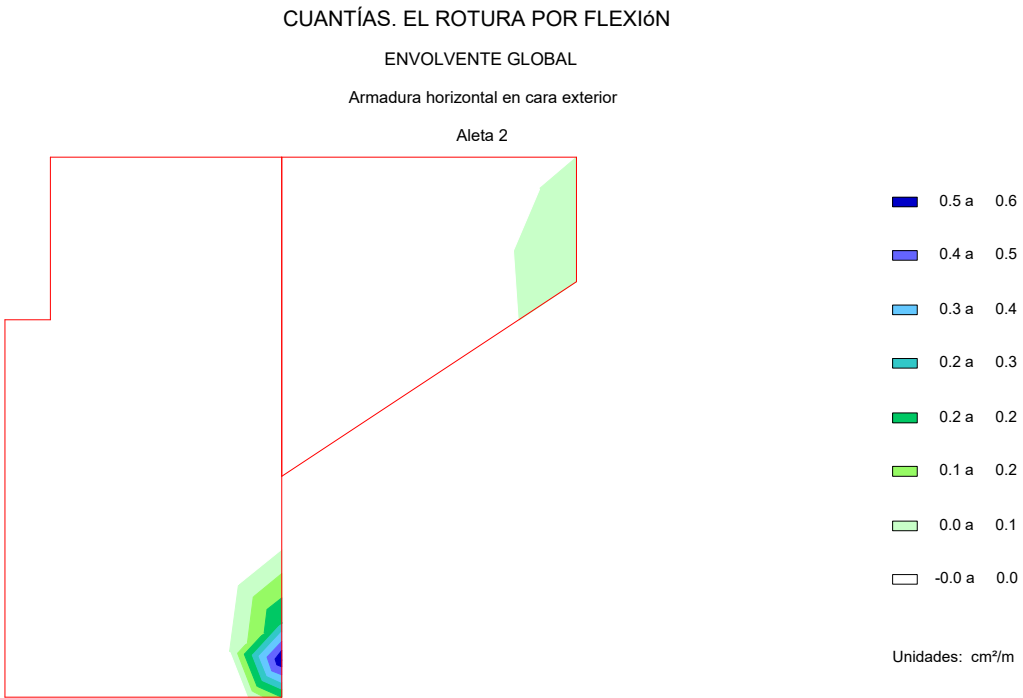 CUANTÍAS. EL ROTURA POR FLEXIóN
ENVOLVENTE GLOBAL
Armadura horizontal en cara exterior
Aleta 2
0.5 a 0.6
0.4 a 0.5
0.3 a 0.4
0.2 a 0.3
0.2 a 0.2
0.1 a 0.2
0.0 a 0.1
-0.0 a 0.0
Unidades: cm²/m